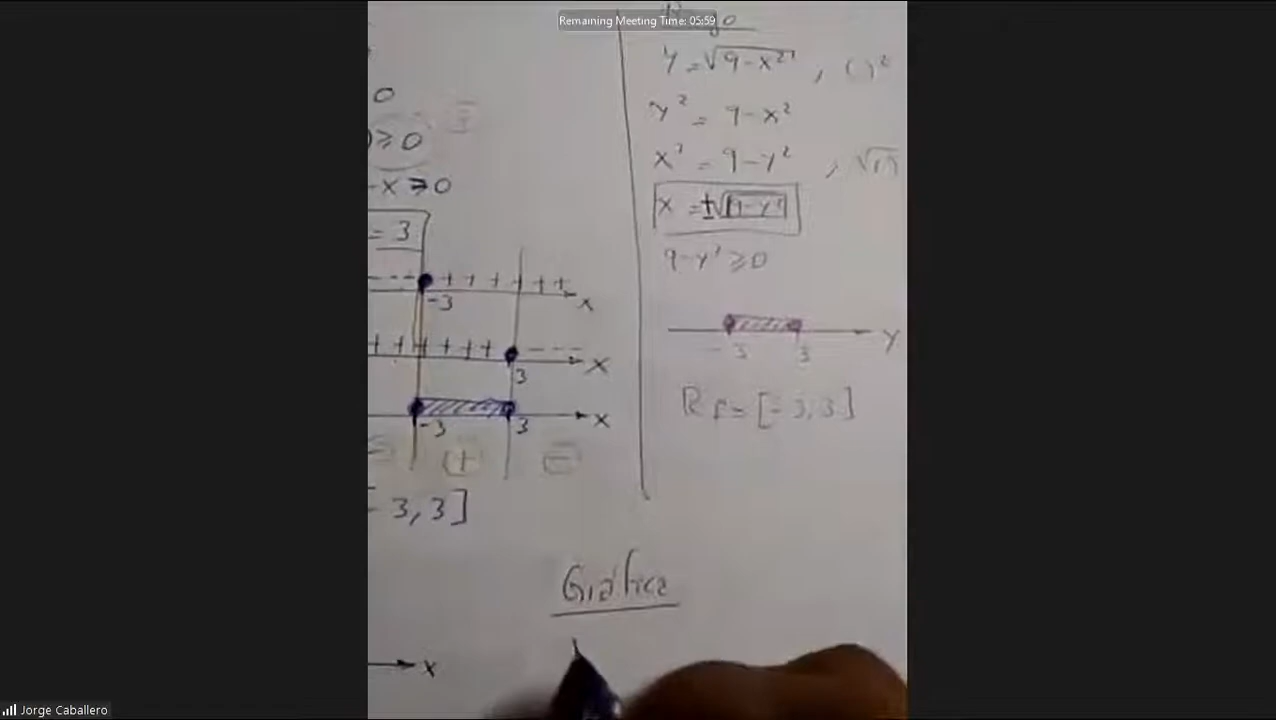 Remaining Meeting Time: 05:59
0
≥0
-x ≥ 0
= 3
- - - + + + + + +
-3
x
+ + + + + + + - - -
3
x
-3
3
x
(+) (-)
- 3, 3]
y = √9-x² , ( )²
y² = 9-x²
x² = 9-y² , √( )
x = ±√9-y²
9-y² ≥ 0
-3 3 y
Rf = [-3, 3]
Gráfica
x
Jorge Caballero